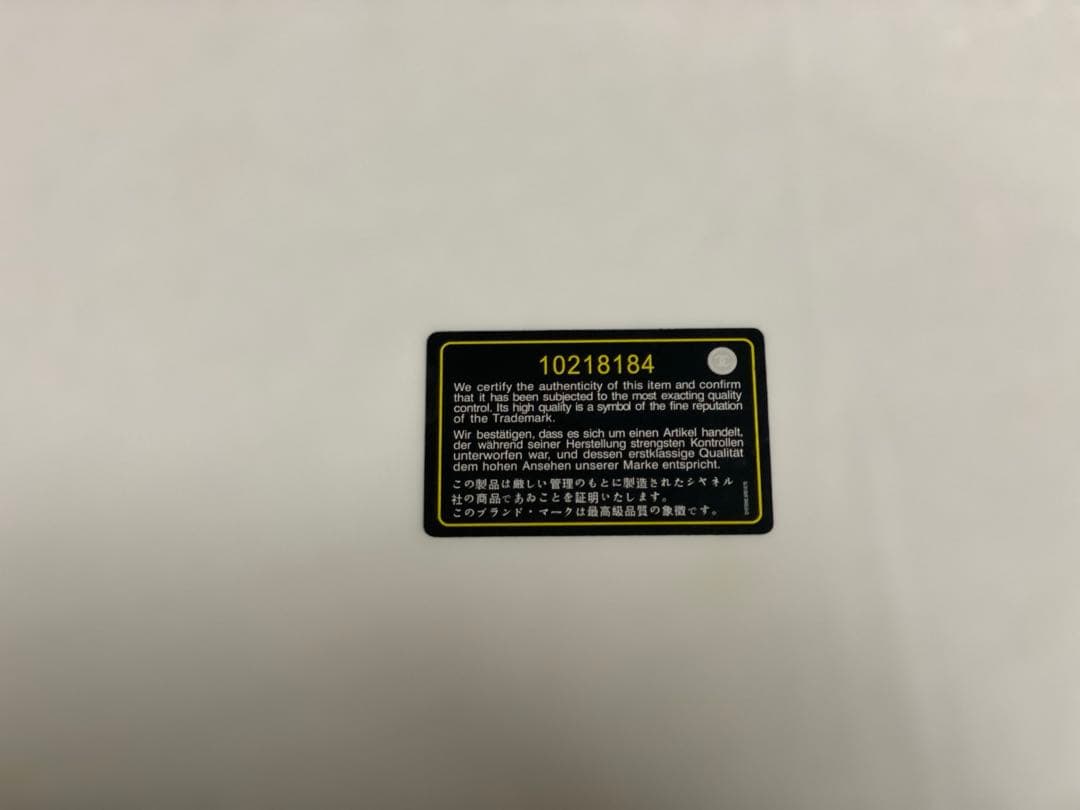 10218184
We certify the authenticity of this item and confirm
that it has been subjected to the most exacting quality
control. Its high quality is a symbol of the fine reputation
of the Trademark.
Wir bestätigen, dass es sich um einen Artikel handelt,
der während seiner Herstellung strengsten Kontrollen
unterworfen war, und dessen erstklassige Qualität
dem hohen Ansehen unserer Marke entspricht.
この製品は厳しい管理のもとに製造されたシヤネル
社の商品であゐことを証明いたします。
このブランド・マークは最高級品質の象徴です。